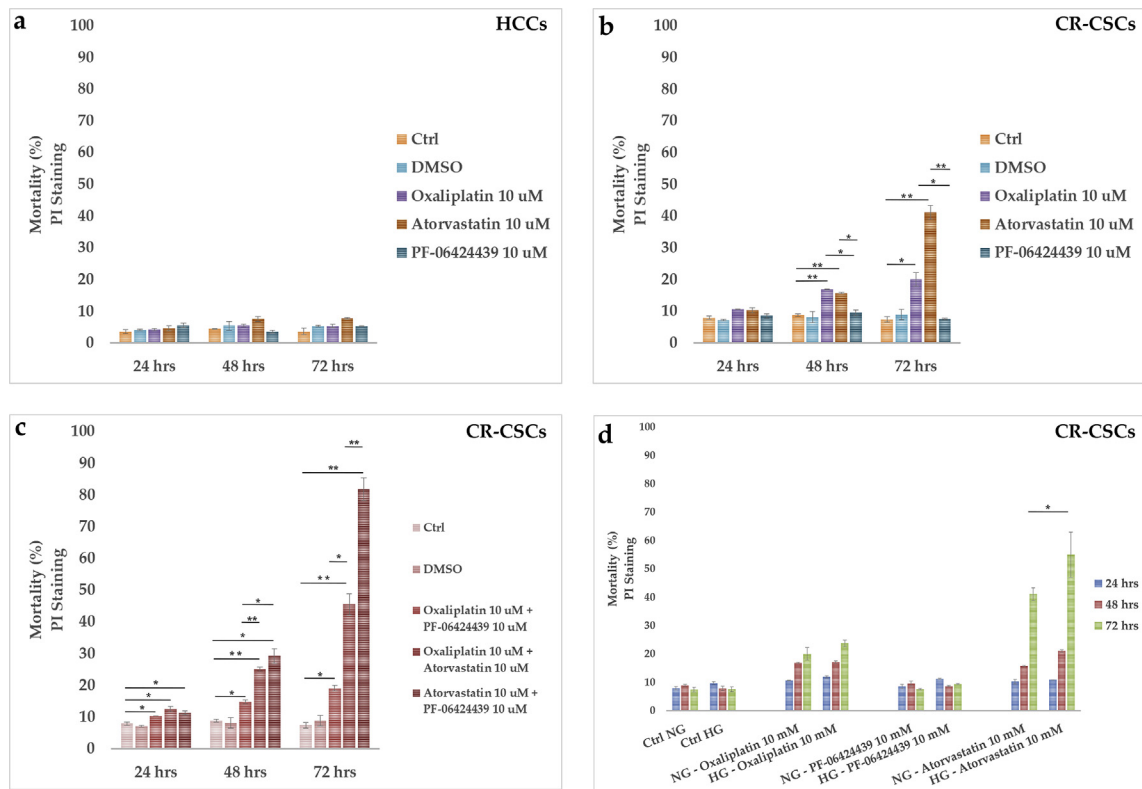 a
HCCs
Mortality (%)
PI Staining
100
90
80
70
60
50
40
30
20
10
0
24 hrs
48 hrs
72 hrs
Ctrl
DMSO
Oxaliplatin 10 uM
Atorvastatin 10 uM
PF-06424439 10 uM
b
CR-CSCs
Mortality (%)
PI Staining
100
90
80
70
60
50
40
30
20
10
0
** 
*
**
*
*
*
**
**
24 hrs
48 hrs
72 hrs
Ctrl
DMSO
Oxaliplatin 10 uM
Atorvastatin 10 uM
PF-06424439 10 uM
c
CR-CSCs
Mortality (%)
PI Staining
100
90
80
70
60
50
40
30
20
10
0
**
**
*
**
*
*
**
*
**
*
*
*
*
24 hrs
48 hrs
72 hrs
Ctrl
DMSO
Oxaliplatin 10 uM +
PF-06424439 10 uM
Oxaliplatin 10 uM +
Atorvastatin 10 uM
Atorvastatin 10 uM +
PF-06424439 10 uM
d
CR-CSCs
Mortality (%)
PI Staining
100
90
80
70
60
50
40
30
20
10
0
*
Ctrl NG
Ctrl HG
NG - Oxaliplatin 10 mM
HG - Oxaliplatin 10 mM
NG - PF-06424439 10 mM
HG - PF-06424439 10 mM
NG - Atorvastatin 10 mM
HG - Atorvastatin 10 mM
24 hrs
48 hrs
72 hrs